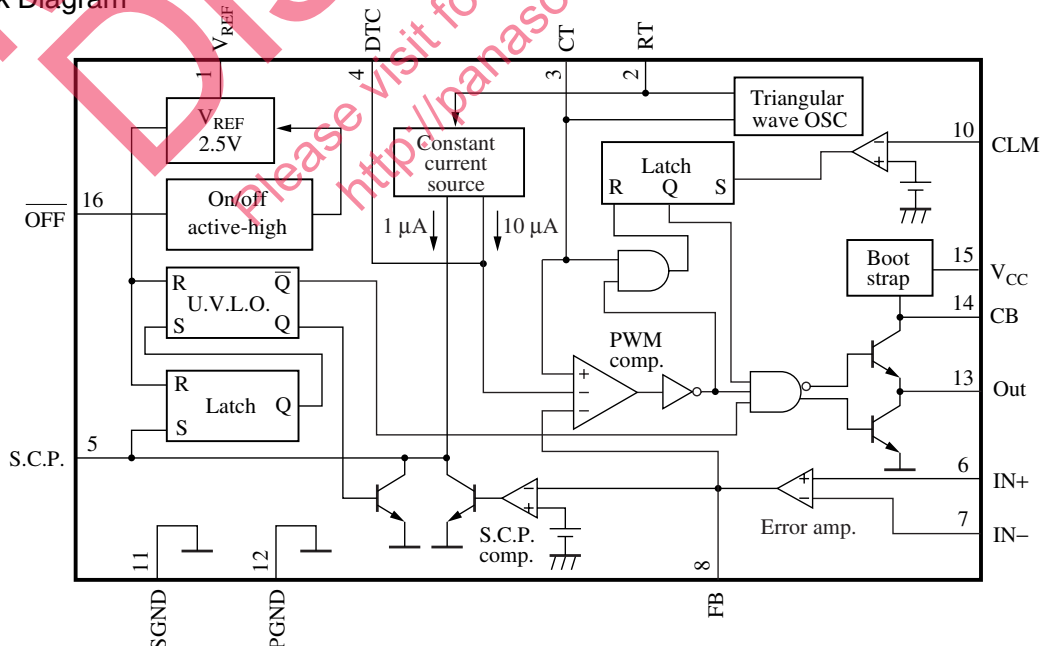 k Diagram
Dis
Please visit fo
http://panaso
VREF
DTC
CT
RT
1
4
3
2
VREF
2.5V
Constant
current
source
Triangular
wave OSC
10
CLM
Latch
R Q S
16
OFF
On/off
active-high
1 µA
10 µA
Boot
strap
15
VCC
R Q
U.V.L.O.
S Q
14
CB
PWM
comp.
+
−
−
13
Out
R
Latch Q
S
5
S.C.P.
6
IN+
Error amp.
7
IN−
S.C.P.
comp.
11
12
8
SGND
PGND
FB